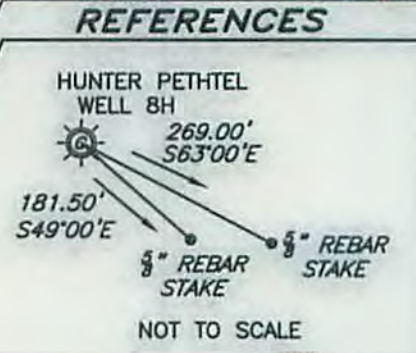 REFERENCES
HUNTER PETHTEL
WELL 8H
G
269.00'
S63°00'E
181.50'
S49°00'E
5/8" REBAR
STAKE
5/8" REBAR
STAKE
NOT TO SCALE